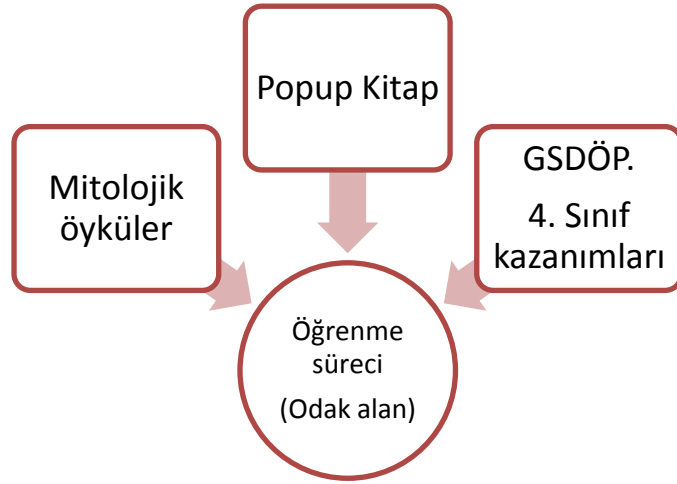 Popup Kitap
Mitolojik
öyküler
GSDÖP.
4. Sınıf
kazanımları
Öğrenme
süreci
(Odak alan)